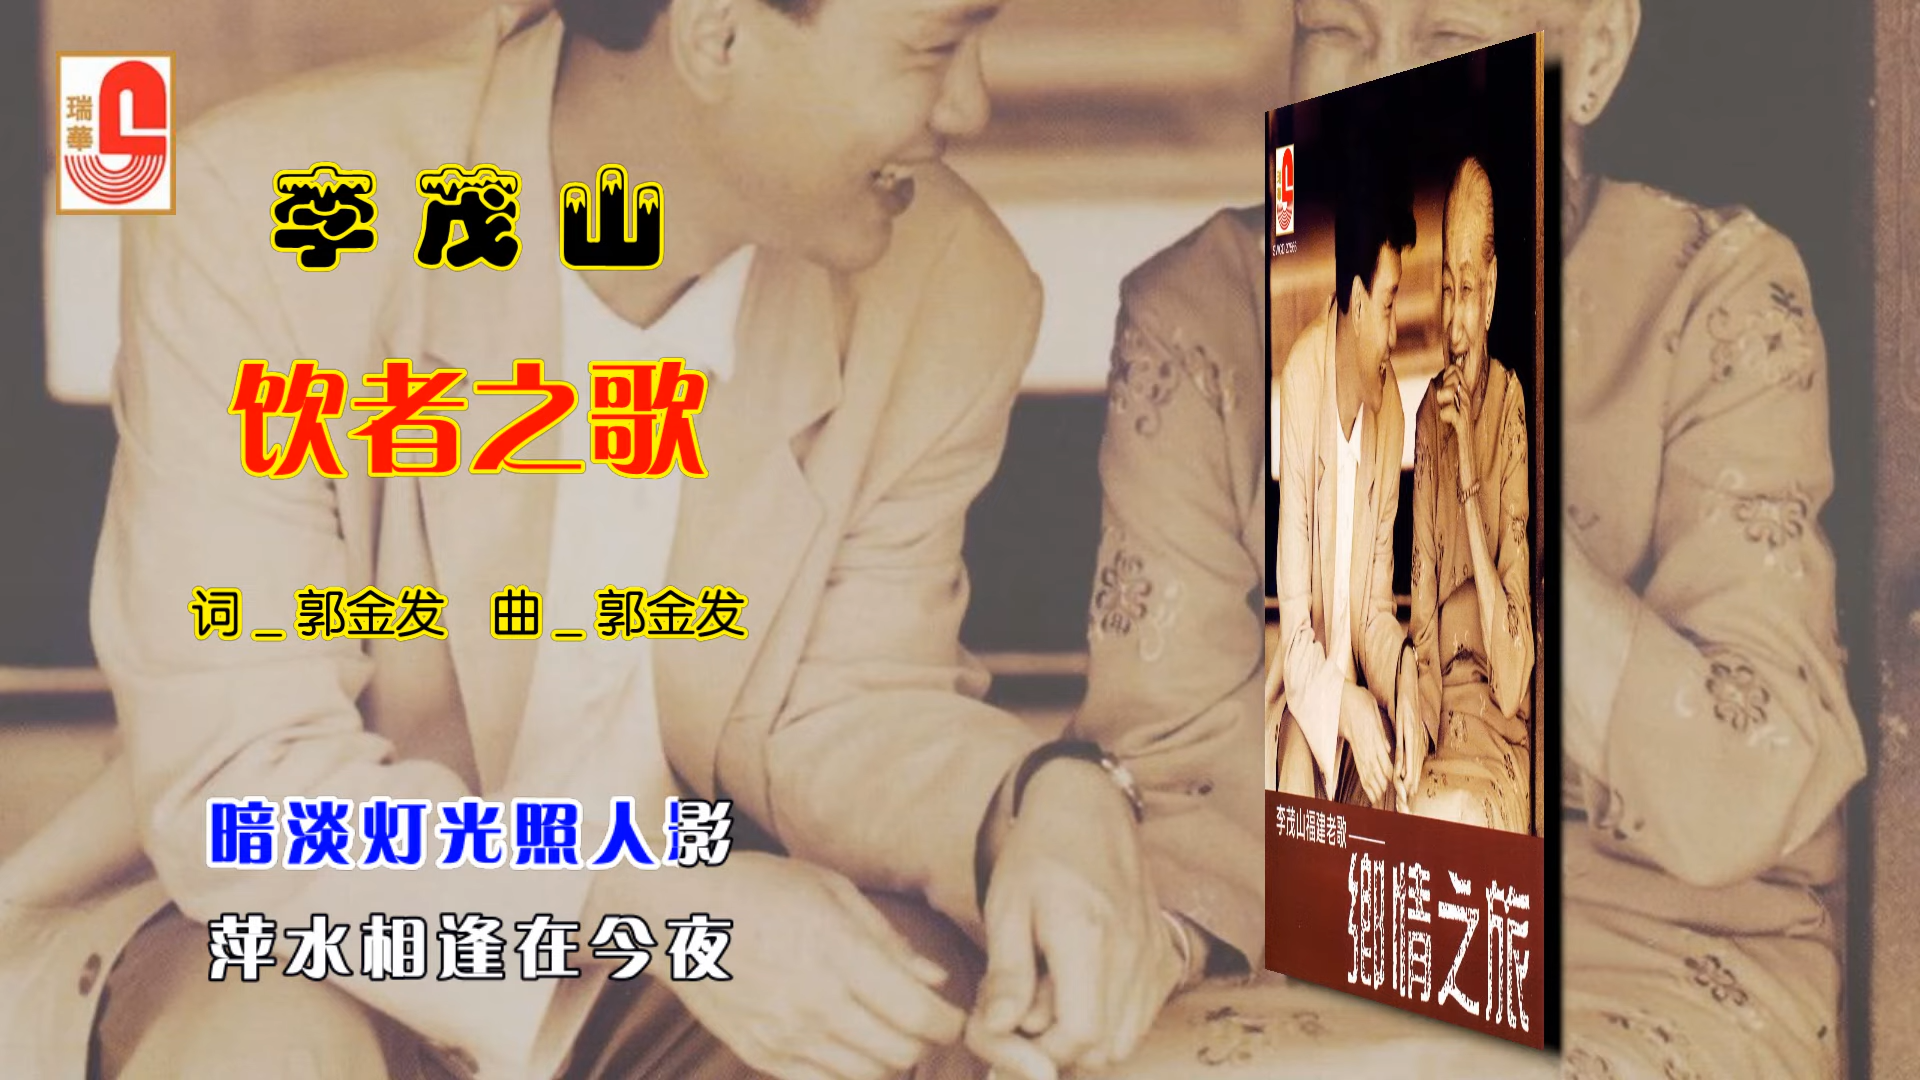 瑞
華
李茂山
饮者之歌
词_郭金发 曲_郭金发
暗淡灯光照人影
萍水相逢在今夜
李茂山福建老歌——
鄉情之旅